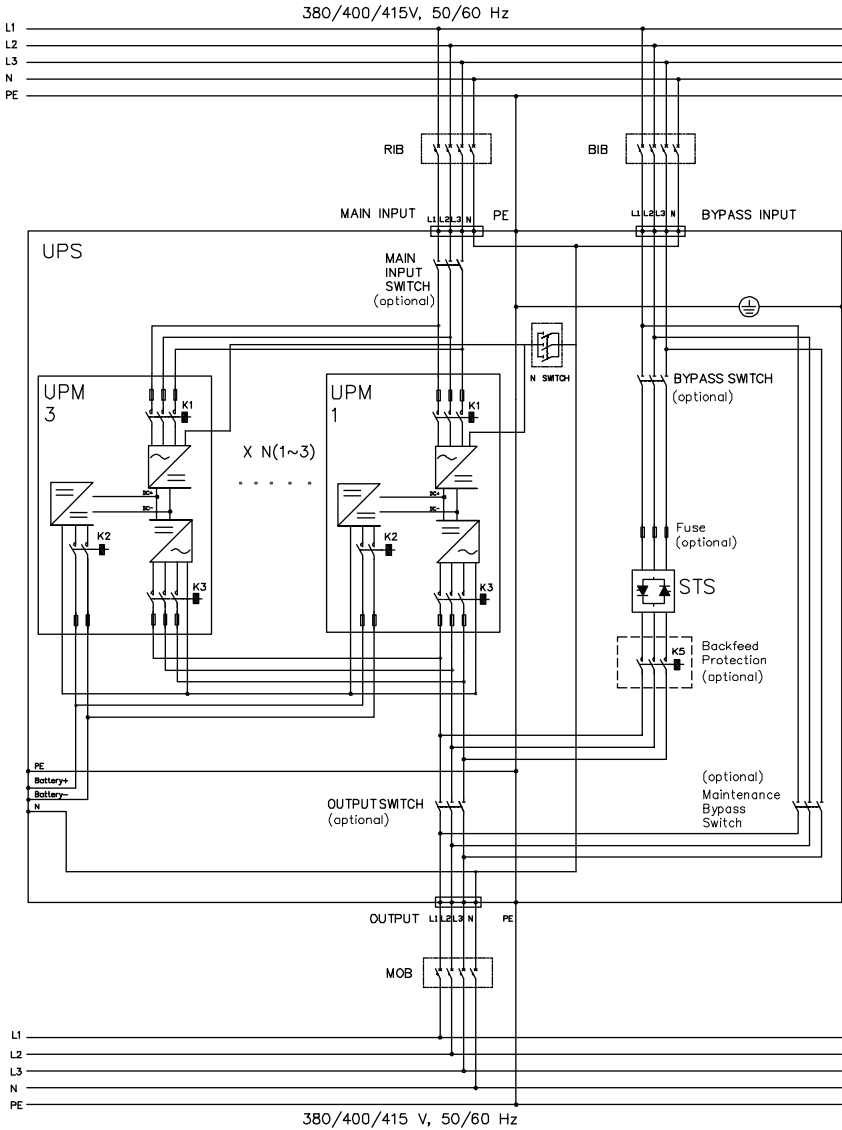 380/400/415V, 50/60 Hz
L1
L2
L3
N
PE
RIB
BIB
MAIN INPUT
L1 L2 L3 N
PE
L1 L2 L3 N
BYPASS INPUT
UPS
MAIN
INPUT
SWITCH
(optional)
N SWITCH
UPM
3
K1
UPM
1
K1
BYPASS SWITCH
(optional)
X N(1~3)
. . . . . .
DC+
DC-
K2
DC+
DC-
K2
Fuse
(optional)
STS
K3
K3
K5
Backfeed
Protection
(optional)
PE
Battery+
Battery-
N
OUTPUT SWITCH
(optional)
(optional)
Maintenance
Bypass
Switch
OUTPUT
L1 L2 L3 N
PE
MOB
L1
L2
L3
N
PE
380/400/415 V, 50/60 Hz